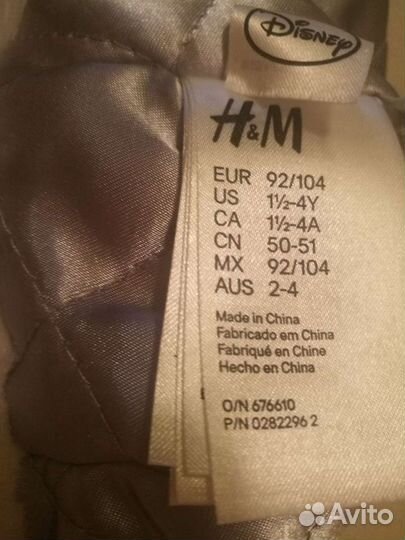 Disney
H&M
EUR 92/104
US 1½-4Y
CA 1½-4A
CN 50-51
MX 92/104
AUS 2-4
Made in China
Fabricado em China
Fabriqué en Chine
Hecho en China
O/N 676610
P/N 0282296 2
Avito